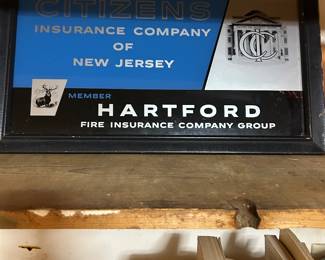 CITIZENS
INSURANCE COMPANY
OF
NEW JERSEY
MEMBER
HARTFORD
FIRE INSURANCE COMPANY GROUP